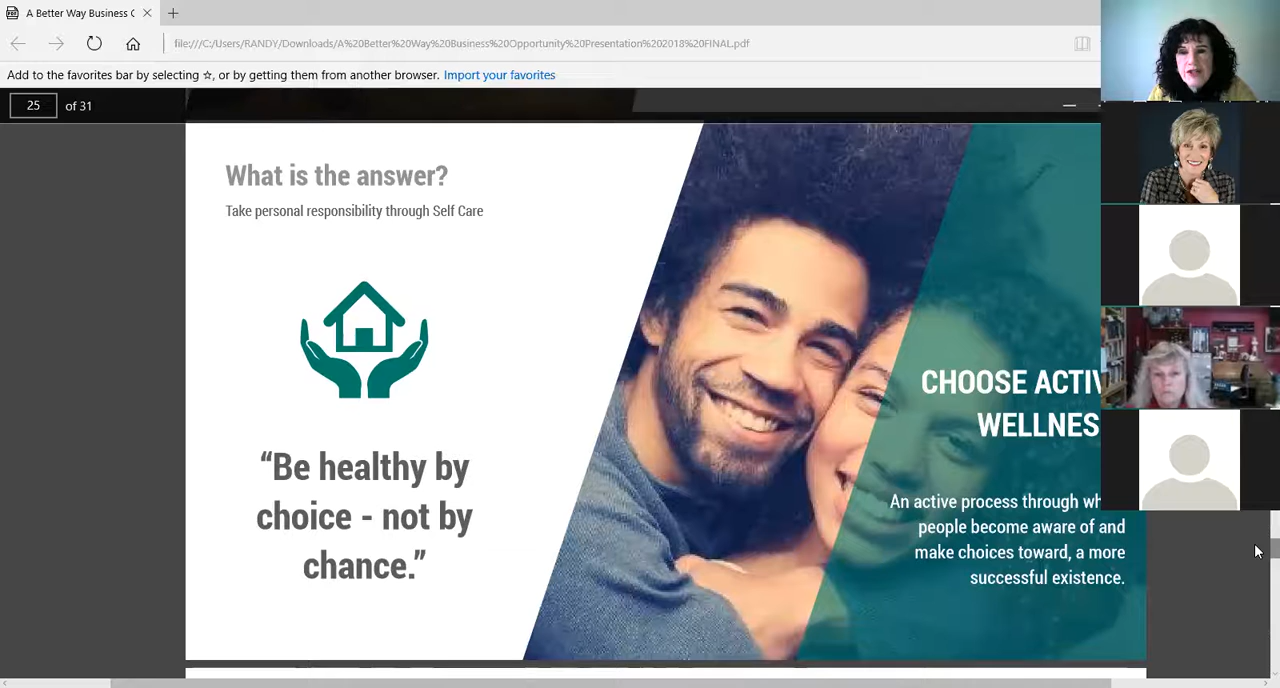 A Better Way Business C
file:///C:/Users/RANDY/Downloads/A%20Better%20Way%20Business%20Opportunity%20Presentation%202018%20FINAL.pdf
Add to the favorites bar by selecting ☆, or by getting them from another browser. Import your favorites
25 of 31
What is the answer?
Take personal responsibility through Self Care
“Be healthy by
choice - not by
chance.”
CHOOSE
WELLNES
An active process through
people become aware of and
make choices toward, a more
successful existence.